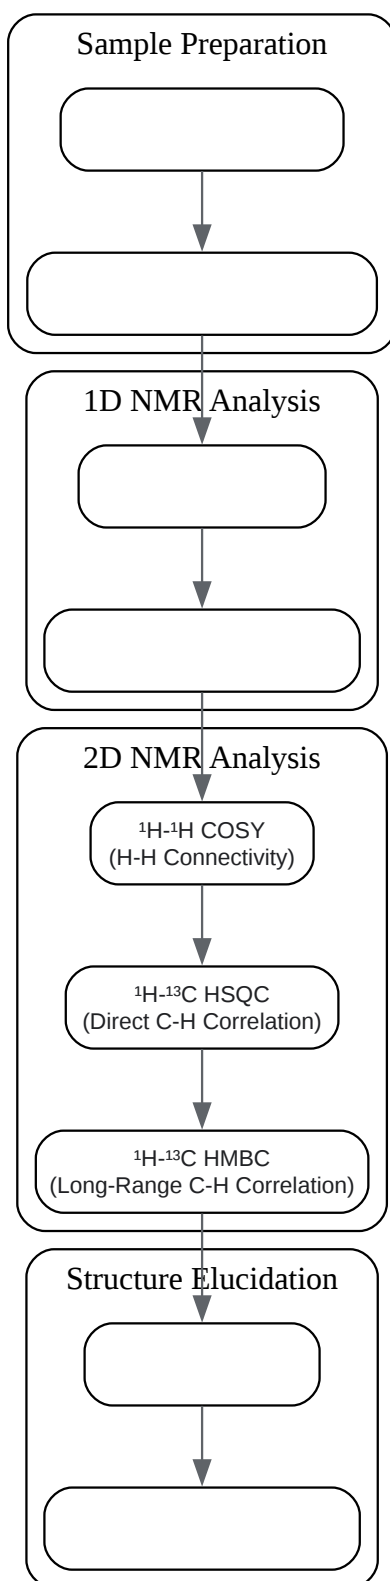 Sample Preparation
1D NMR Analysis
2D NMR Analysis
¹H-¹H COSY
(H-H Connectivity)
¹H-¹³C HSQC
(Direct C-H Correlation)
¹H-¹³C HMBC
(Long-Range C-H Correlation)
Structure Elucidation